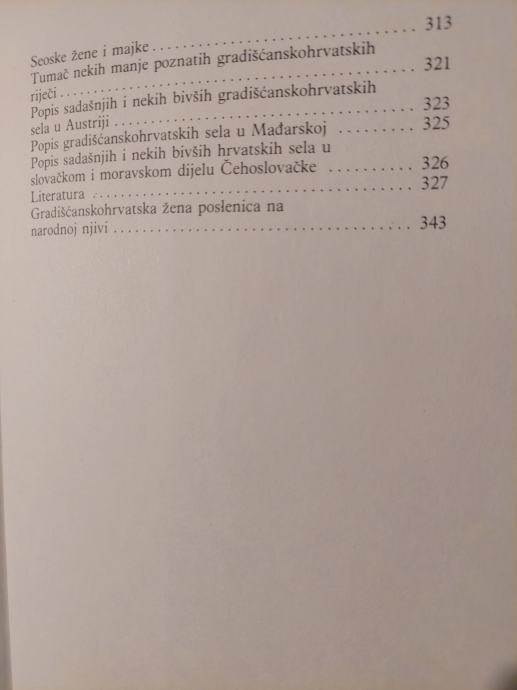 Seoske žene i majke .................................. 313
Tumač nekih manje poznatih gradišćanskohrvatskih
riječi .................................................. 321
Popis sadašnjih i nekih bivših gradišćanskohrvatskih
sela u Austriji ........................................ 323
Popis gradišćanskohrvatskih sela u Mađarskoj ......... 325
Popis sadašnjih i nekih bivših hrvatskih sela u
slovačkom i moravskom dijelu Čehoslovačke .......... 326
Literatura .............................................. 327
Gradišćanskohrvatska žena poslenica na
narodnoj njivi ........................................ 343